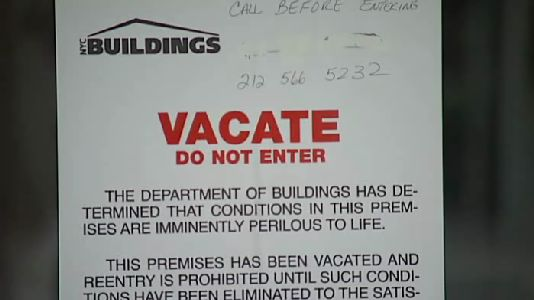 CALL BEFORE ENTERING
NYC BUILDINGS
212 566 5232
VACATE
DO NOT ENTER
THE DEPARTMENT OF BUILDINGS HAS DE-
TERMINED THAT CONDITIONS IN THIS PREM-
ISES ARE IMMINENTLY PERILOUS TO LIFE.
THIS PREMISES HAS BEEN VACATED AND
REENTRY IS PROHIBITED UNTIL SUCH CONDI-
TIONS HAVE BEEN ELIMINATED TO THE SATIS-